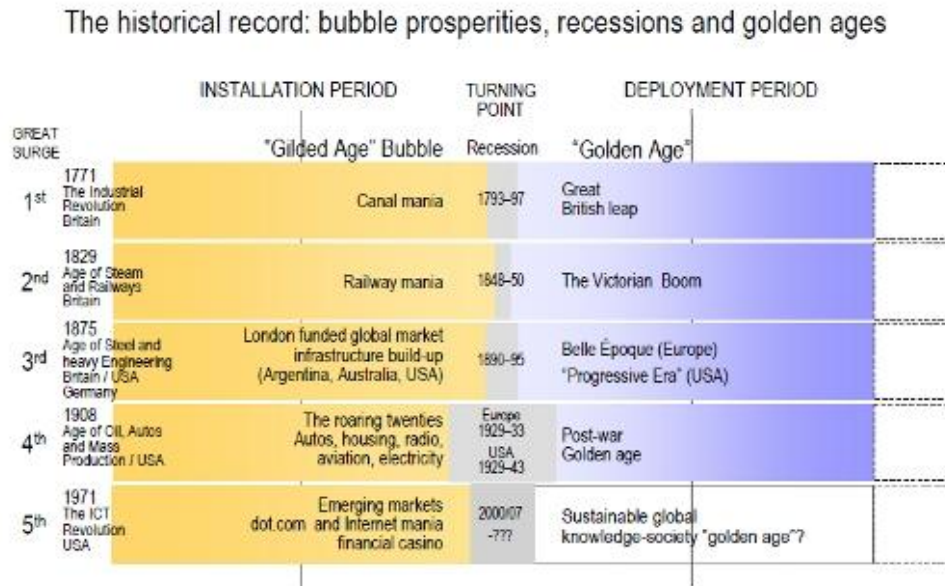 The historical record: bubble prosperities, recessions and golden ages
INSTALLATION PERIOD
TURNING
POINT
DEPLOYMENT PERIOD
GREAT
SURGE
"Gilded Age" Bubble
Recession
"Golden Age"
1st
1771
The Industrial
Revolution
Britain
Canal mania
1793–97
Great
British leap
2nd
1829
Age of Steam
and Railways
Britain
Railway mania
1848–50
The Victorian Boom
3rd
1875
Age of Steel and
heavy Engineering
Britain / USA
Germany
London funded global market
infrastructure build-up
(Argentina, Australia, USA)
1890–95
Belle Époque (Europe)
"Progressive Era" (USA)
4th
1908
Age of Oil, Autos
and Mass
Production / USA
The roaring twenties
Autos, housing, radio,
aviation, electricity
Europe
1929–33
USA
1929–43
Post-war
Golden age
5th
1971
The ICT
Revolution
USA
Emerging markets
dot.com and Internet mania
financial casino
2000/07
-???
Sustainable global
knowledge-society "golden age"?